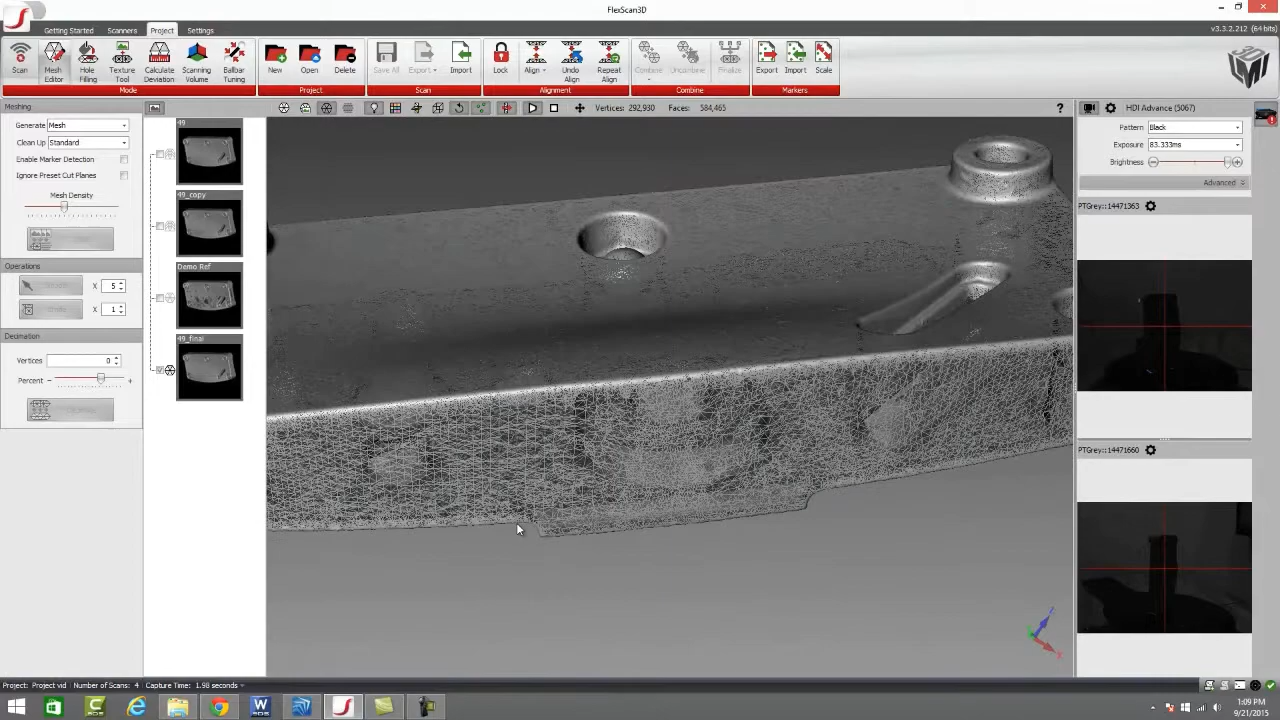 FlexScan3D
Getting Started Scanners Project Settings
v3.3.2.212 (64 bits)
Scan
Mesh Editor
Hole Filling
Texture Tool
Calculate Deviation
Scanning Volume
Ballbar Tuning
Mode
New
Open
Delete
Project
Save All
Export
Import
Scan
Lock
Align
Undo Align
Repeat Align
Alignment
Combine
Uncombine
Finalize
Combine
Export
Import
Scale
Markers
Meshing
Generate Mesh
Clean Up Standard
Enable Marker Detection
Ignore Preset Cut Planes
Mesh Density
Operations
X 5
X 1
Decimation
Vertices 0
Percent − +
49
49_copy
Demo Ref
49_final
Vertices: 292,930 Faces: 584,465
?
HDI Advance (5067)
Pattern Black
Exposure 83.333ms
Brightness
Advanced
PTGrey::14471363
PTGrey::14471660
Project: Project vid Number of Scans: 4 Capture Time: 1.98 seconds
1:09 PM
9/21/2015